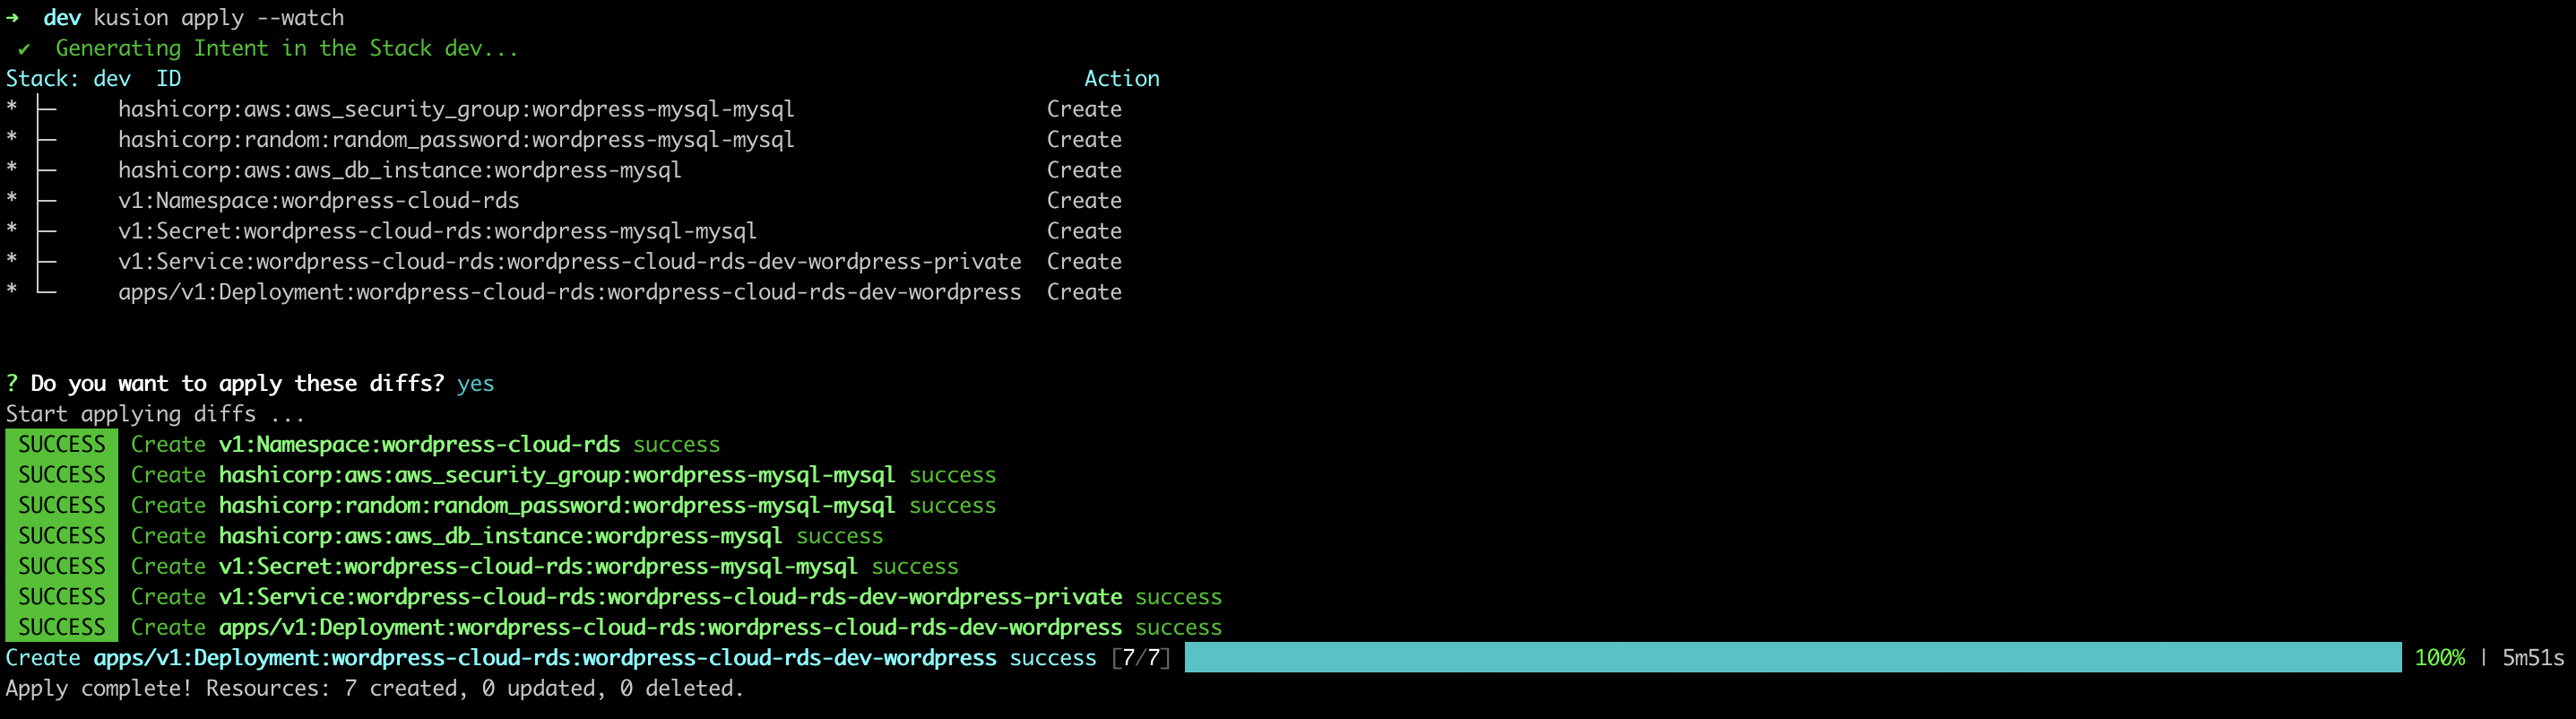 ➜ dev kusion apply --watch
✔ Generating Intent in the Stack dev...
Stack: dev ID Action
* ├─ hashicorp:aws:aws_security_group:wordpress-mysql-mysql Create
* ├─ hashicorp:random:random_password:wordpress-mysql-mysql Create
* ├─ hashicorp:aws:aws_db_instance:wordpress-mysql Create
* ├─ v1:Namespace:wordpress-cloud-rds Create
* ├─ v1:Secret:wordpress-cloud-rds:wordpress-mysql-mysql Create
* ├─ v1:Service:wordpress-cloud-rds:wordpress-cloud-rds-dev-wordpress-private Create
* └─ apps/v1:Deployment:wordpress-cloud-rds:wordpress-cloud-rds-dev-wordpress Create
? Do you want to apply these diffs? yes
Start applying diffs ...
SUCCESS Create v1:Namespace:wordpress-cloud-rds success
SUCCESS Create hashicorp:aws:aws_security_group:wordpress-mysql-mysql success
SUCCESS Create hashicorp:random:random_password:wordpress-mysql-mysql success
SUCCESS Create hashicorp:aws:aws_db_instance:wordpress-mysql success
SUCCESS Create v1:Secret:wordpress-cloud-rds:wordpress-mysql-mysql success
SUCCESS Create v1:Service:wordpress-cloud-rds:wordpress-cloud-rds-dev-wordpress-private success
SUCCESS Create apps/v1:Deployment:wordpress-cloud-rds:wordpress-cloud-rds-dev-wordpress success
Create apps/v1:Deployment:wordpress-cloud-rds:wordpress-cloud-rds-dev-wordpress success [7/7] 100% | 5m51s
Apply complete! Resources: 7 created, 0 updated, 0 deleted.